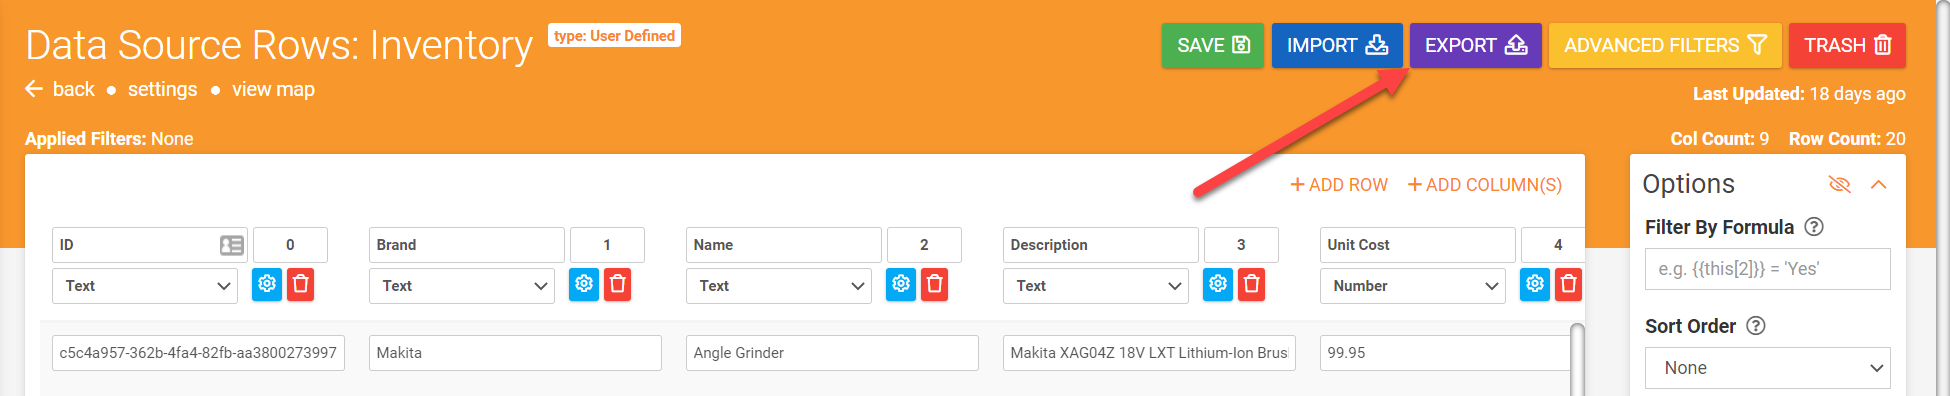 Data Source Rows: Inventory type: User Defined
SAVE IMPORT EXPORT ADVANCED FILTERS TRASH
back • settings • view map
Last Updated: 18 days ago
Applied Filters: None
Col Count: 9 Row Count: 20
+ ADD ROW + ADD COLUMN(S)
ID 0 Brand 1 Name 2 Description 3 Unit Cost 4
Text Text Text Text Number
c5c4a957-362b-4fa4-82fb-aa3800273997 Makita Angle Grinder Makita XAG04Z 18V LXT Lithium-Ion Brus 99.95
Options
Filter By Formula ?
e.g. {{this[2]}} = 'Yes'
Sort Order ?
None